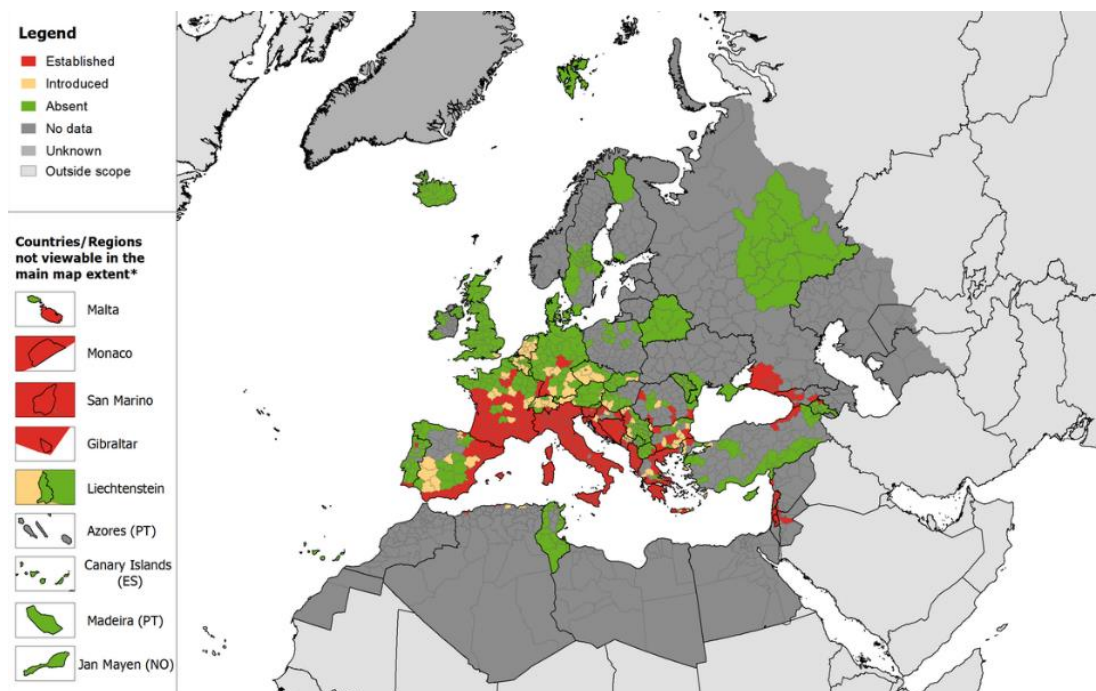 Legend
Established
Introduced
Absent
No data
Unknown
Outside scope
Countries/Regions
not viewable in the
main map extent*
Malta
Monaco
San Marino
Gibraltar
Liechtenstein
Azores (PT)
Canary Islands
(ES)
Madeira (PT)
Jan Mayen (NO)